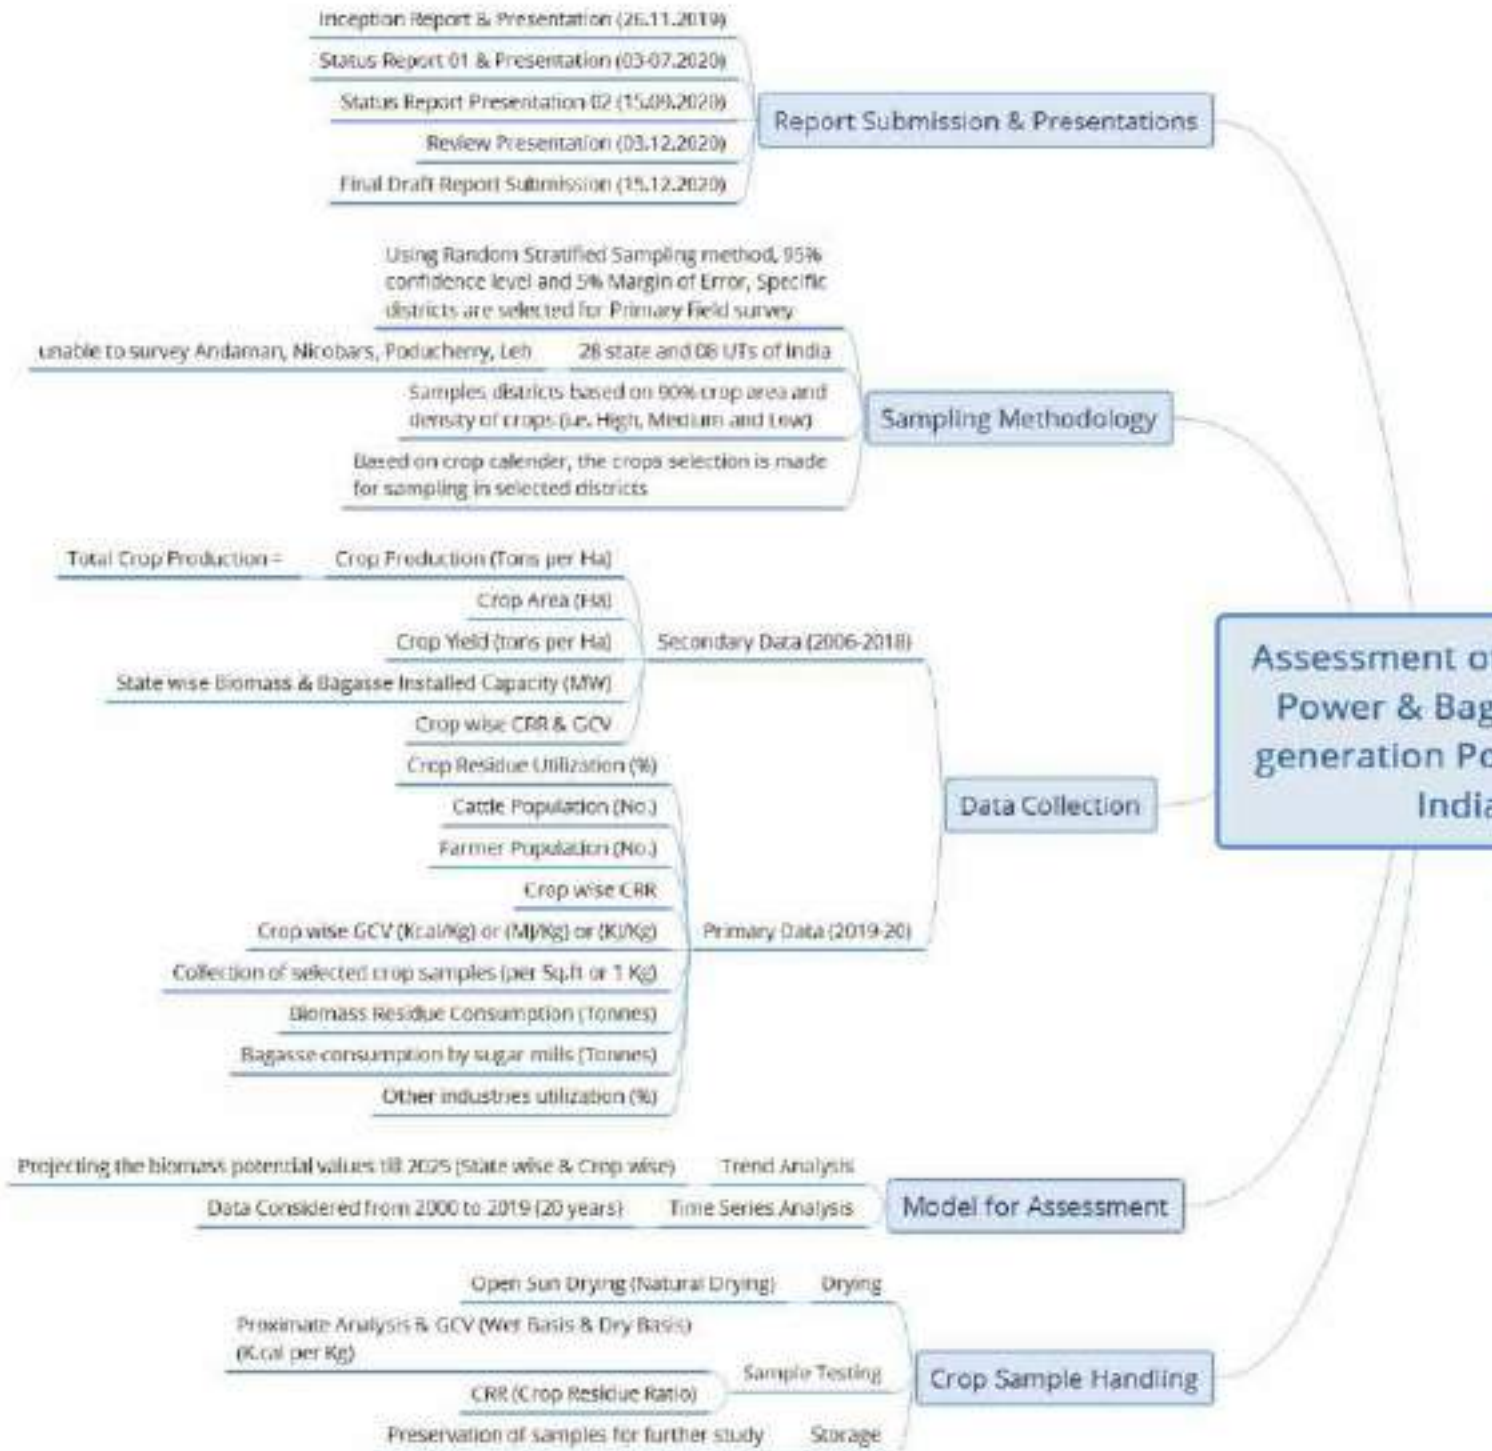 Inception Report & Presentation (26.11.2019)
Status Report 01 & Presentation (03-07.2020)
Status Report Presentation 02 (15.09.2020)
Review Presentation (03.12.2020)
Final Draft Report Submission (15.12.2020)
Report Submission & Presentations
Using Random Stratified Sampling method, 95%
confidence level and 5% Margin of Error, Specific
districts are selected for Primary Field survey
unable to survey Andaman, Nicobars, Poducherry, Leh
28 state and 08 UTs of India
Samples districts based on 90% crop area and
density of crops (i.e. High, Medium and Low)
Based on crop calender, the crops selection is made
for sampling in selected districts
Sampling Methodology
Total Crop Production =
Crop Production (Tons per Ha)
Crop Area (Ha)
Crop Yield (tons per Ha)
State wise Biomass & Bagasse Installed Capacity (MW)
Crop wise CRR & GCV
Secondary Data (2006-2018)
Crop Residue Utilization (%)
Cattle Population (No.)
Farmer Population (No.)
Crop wise CRR
Crop wise GCV (Kcal/Kg) or (MJ/Kg) or (KJ/Kg)
Collection of selected crop samples (per Sq.ft or 1 Kg)
Biomass Residue Consumption (Tonnes)
Bagasse consumption by sugar mills (Tonnes)
Other industries utilization (%)
Primary Data (2019-20)
Data Collection
Assessment of
Power & Bag
generation Po
India
Projecting the biomass potential values till 2025 (State wise & Crop wise)
Trend Analysis
Data Considered from 2000 to 2019 (20 years)
Time Series Analysis
Model for Assessment
Open Sun Drying (Natural Drying)
Drying
Proximate Analysis & GCV (Wet Basis & Dry Basis)
(K.cal per Kg)
CRR (Crop Residue Ratio)
Sample Testing
Preservation of samples for further study
Storage
Crop Sample Handling